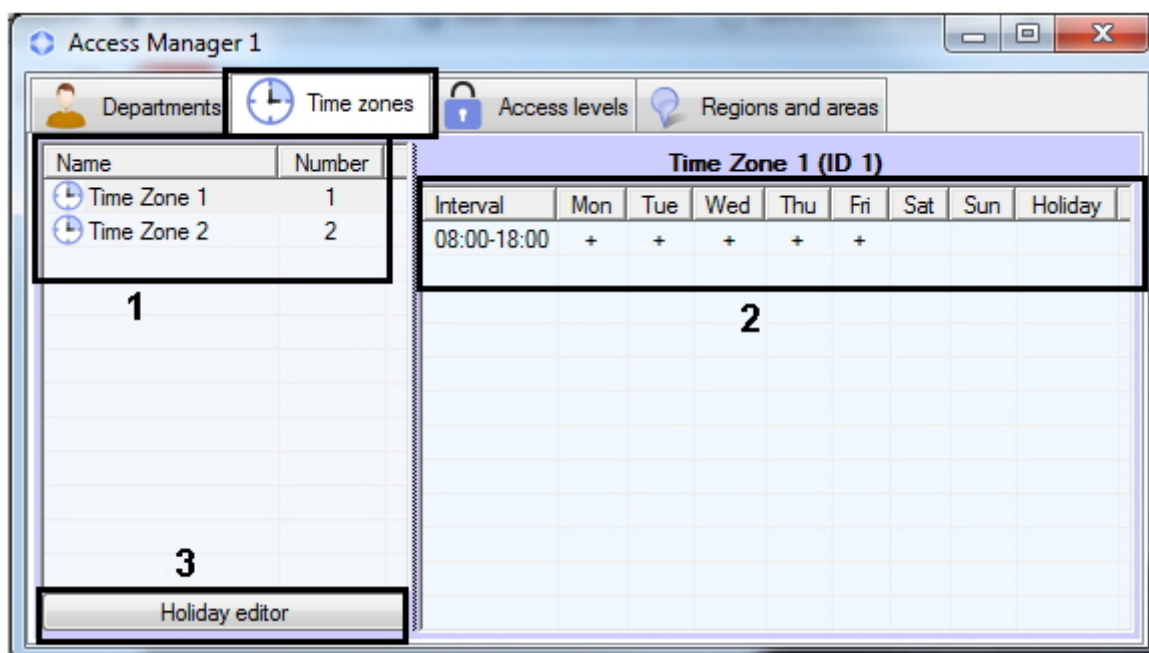 Access Manager 1
Departments Time zones Access levels Regions and areas
Name Number
Time Zone 1 1
Time Zone 2 2
1
Time Zone 1 (ID 1)
Interval Mon Tue Wed Thu Fri Sat Sun Holiday
08:00-18:00 + + + + +
2
3
Holiday editor